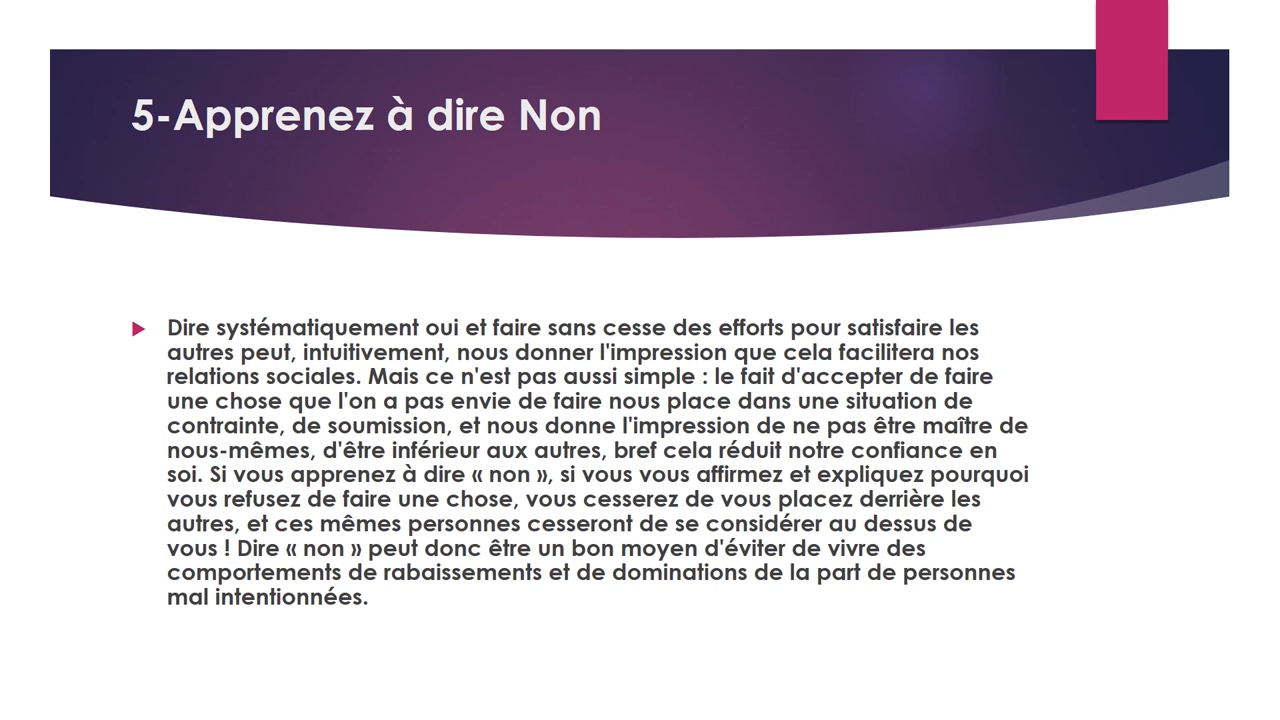 5-Apprenez à dire Non
Dire systématiquement oui et faire sans cesse des efforts pour satisfaire les
autres peut, intuitivement, nous donner l'impression que cela facilitera nos
relations sociales. Mais ce n'est pas aussi simple : le fait d'accepter de faire
une chose que l'on a pas envie de faire nous place dans une situation de
contrainte, de soumission, et nous donne l'impression de ne pas être maître de
nous-mêmes, d'être inférieur aux autres, bref cela réduit notre confiance en
soi. Si vous apprenez à dire « non », si vous vous affirmez et expliquez pourquoi
vous refusez de faire une chose, vous cesserez de vous placez derrière les
autres, et ces mêmes personnes cesseront de se considérer au dessus de
vous ! Dire « non » peut donc être un bon moyen d'éviter de vivre des
comportements de rabaissements et de dominations de la part de personnes
mal intentionnées.